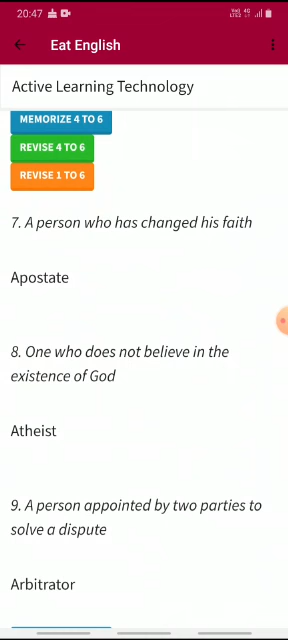 20:47
Eat English
Active Learning Technology
MEMORIZE 4 TO 6
REVISE 4 TO 6
REVISE 1 TO 6
7. A person who has changed his faith
Apostate
8. One who does not believe in the
existence of God
Atheist
9. A person appointed by two parties to
solve a dispute
Arbitrator